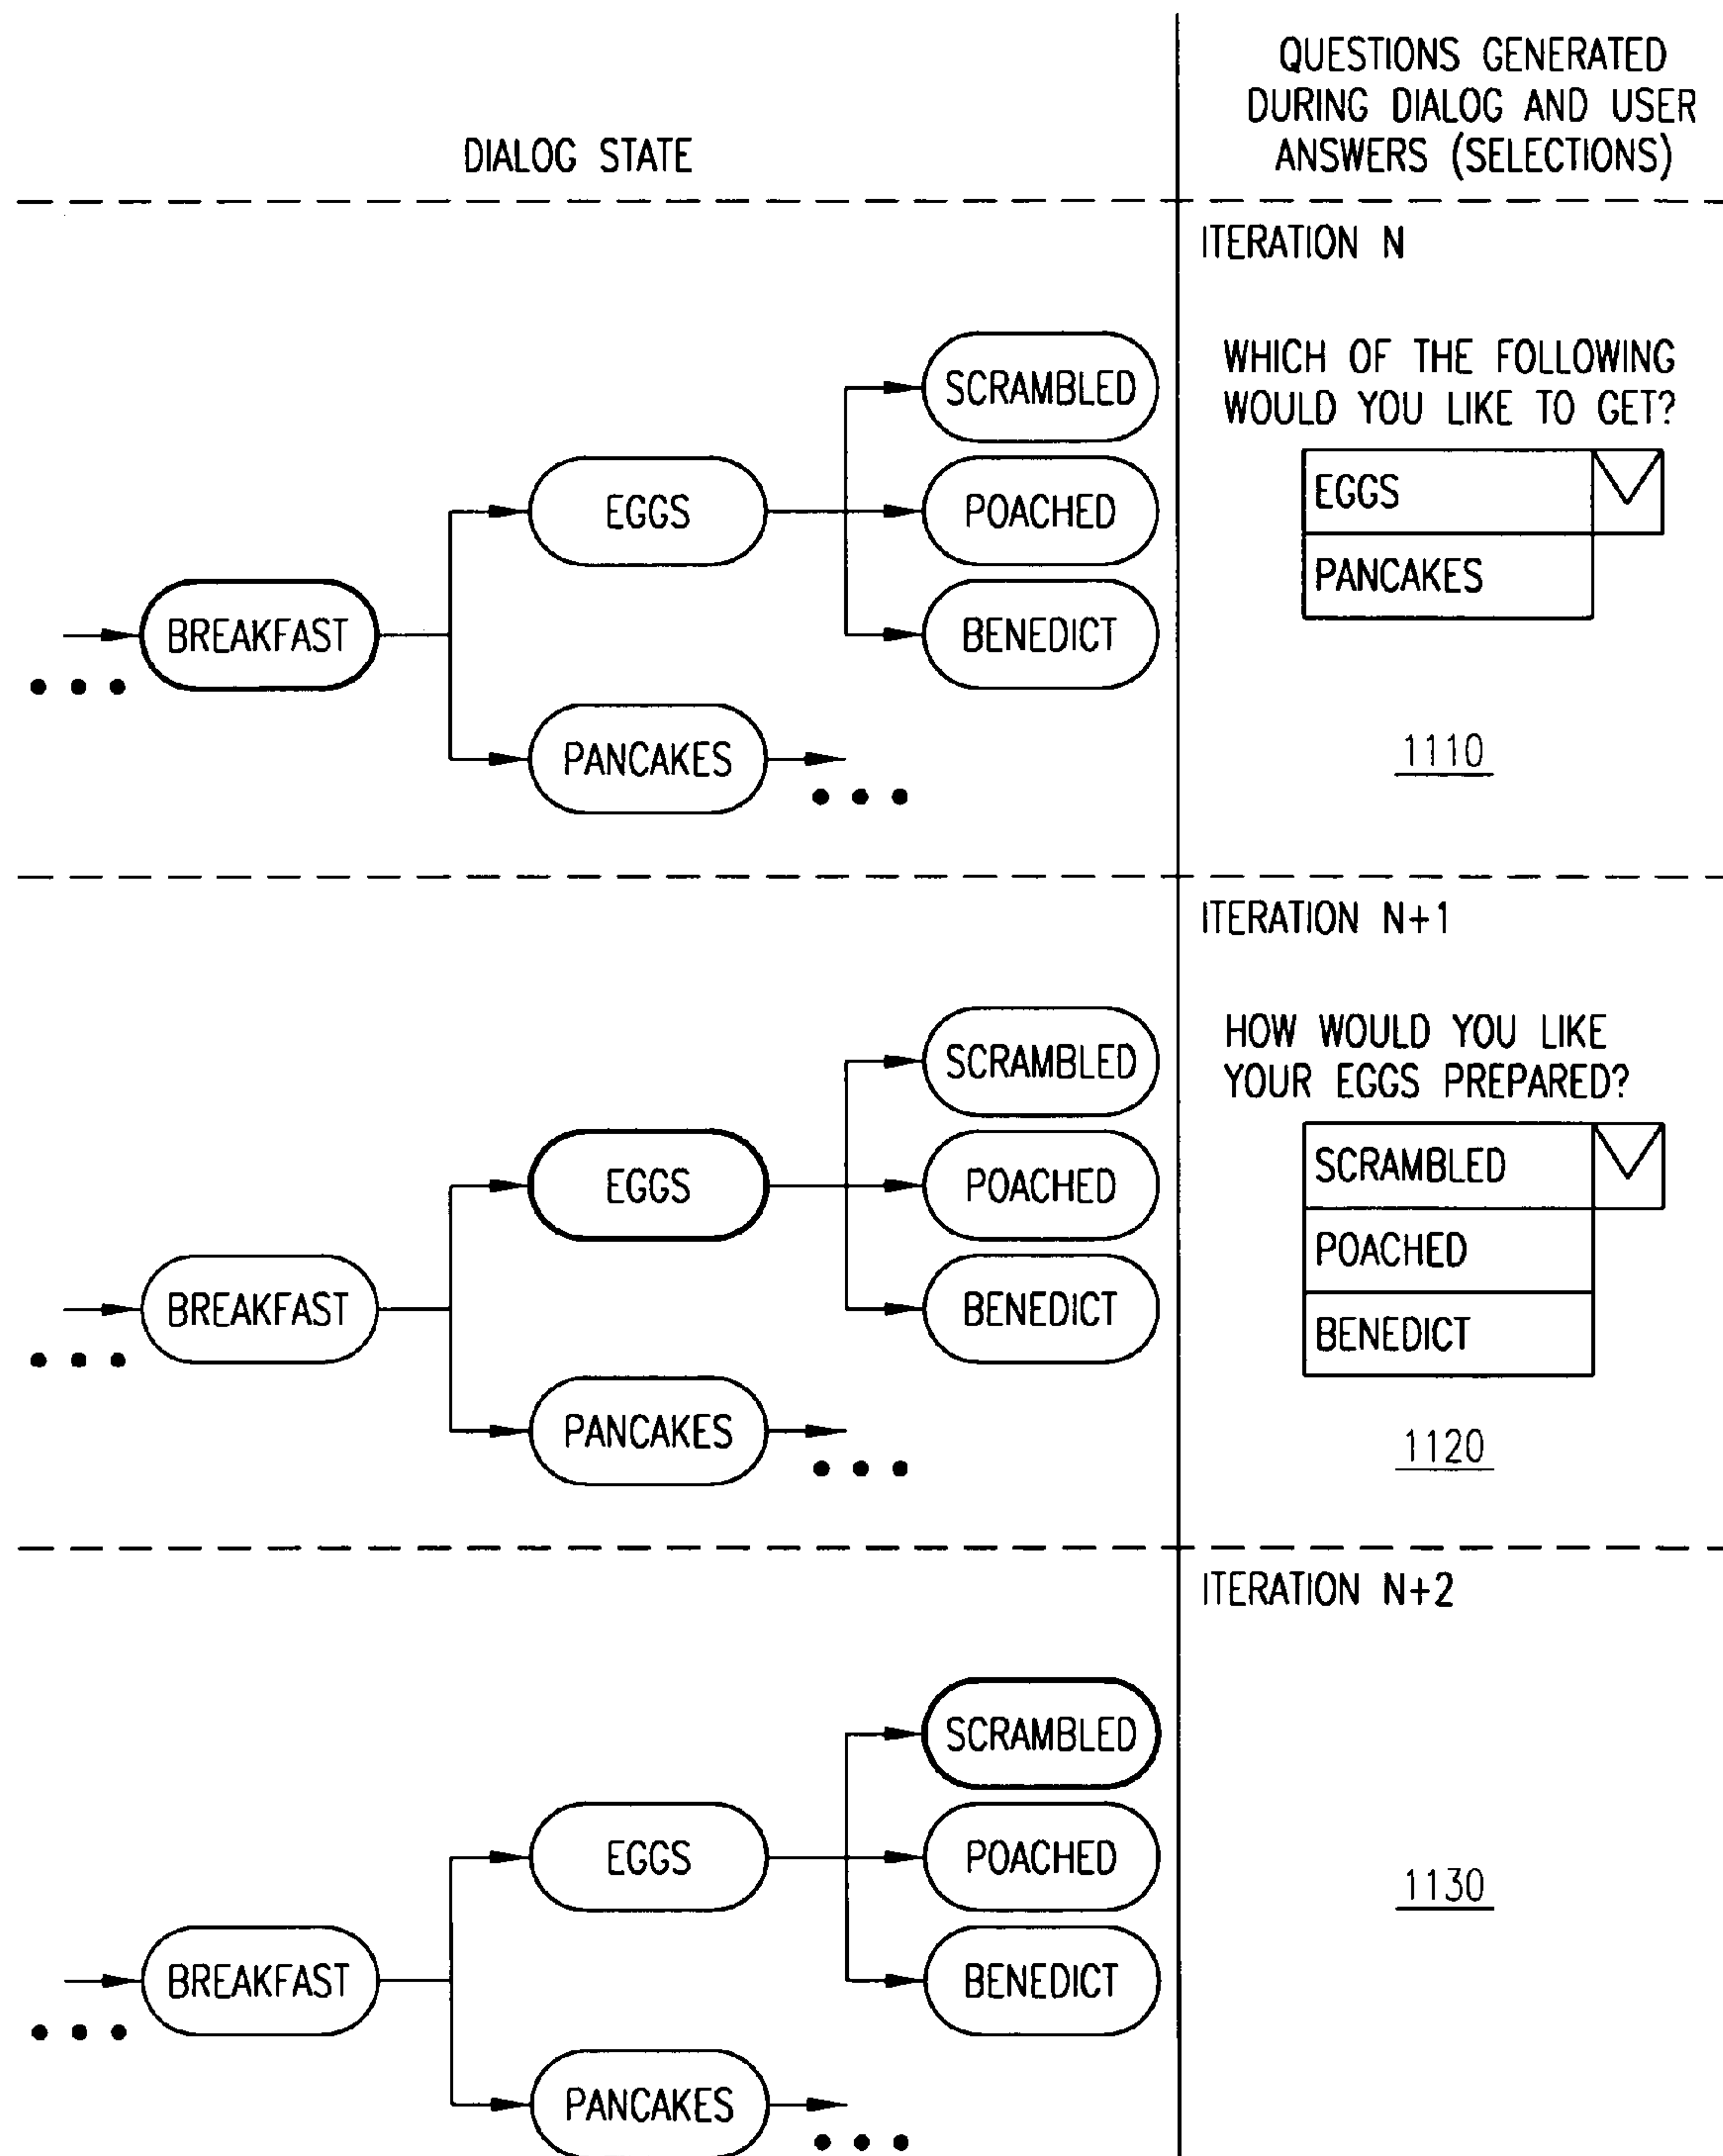 DIALOG STATE
QUESTIONS GENERATED
DURING DIALOG AND USER
ANSWERS (SELECTIONS)
ITERATION N
SCRAMBLED
EGGS
POACHED
BREAKFAST
BENEDICT
PANCAKES
WHICH OF THE FOLLOWING
WOULD YOU LIKE TO GET?
EGGS
PANCAKES
1110
ITERATION N+1
SCRAMBLED
EGGS
POACHED
BREAKFAST
BENEDICT
PANCAKES
HOW WOULD YOU LIKE
YOUR EGGS PREPARED?
SCRAMBLED
POACHED
BENEDICT
1120
ITERATION N+2
SCRAMBLED
EGGS
POACHED
BREAKFAST
BENEDICT
PANCAKES
1130